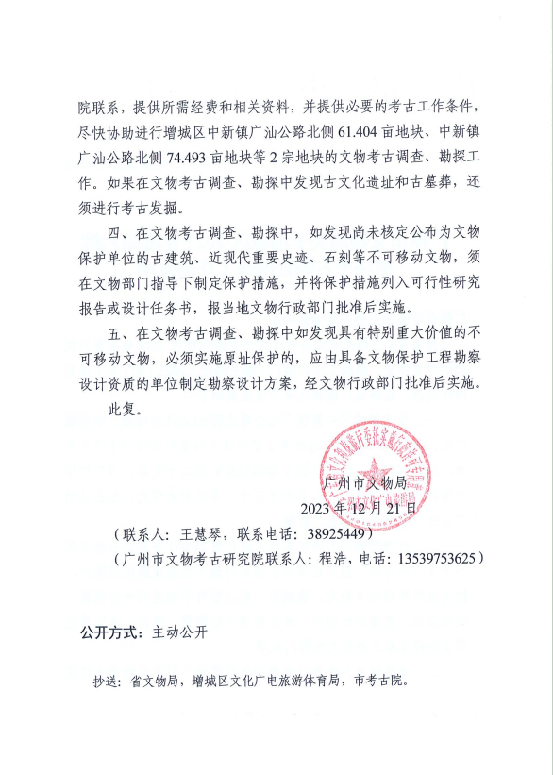 院联系，提供所需经费和相关资料；并提供必要的考古工作条件，
尽快协助进行增城区中新镇广汕公路北侧 61.404 亩地块、中新镇
广汕公路北侧 74.493 亩地块等 2 宗地块的文物考古调查、勘探工
作。如果在文物考古调查、勘探中发现古文化遗址和古墓葬，还
须进行考古发掘。
四、在文物考古调查、勘探中，如发现尚未核定公布为文物
保护单位的古建筑、近现代重要史迹、石刻等不可移动文物，须
在文物部门指导下制定保护措施，并将保护措施列入可行性研究
报告或设计任务书，报当地文物行政部门批准后实施。
五、在文物考古调查、勘探中如发现具有特别重大价值的不
可移动文物，必须实施原址保护的，应由具备文物保护工程勘察
设计资质的单位制定勘察设计方案，经文物行政部门批准后实施。
此复。
广州市文物局
2023 年 12 月 21 日
（联系人：王慧琴；联系电话：38925449）
（广州市文物考古研究院联系人：程浩，电话：13539753625）
公开方式：主动公开
抄送：省文物局，增城区文化广电旅游体育局，市考古院。